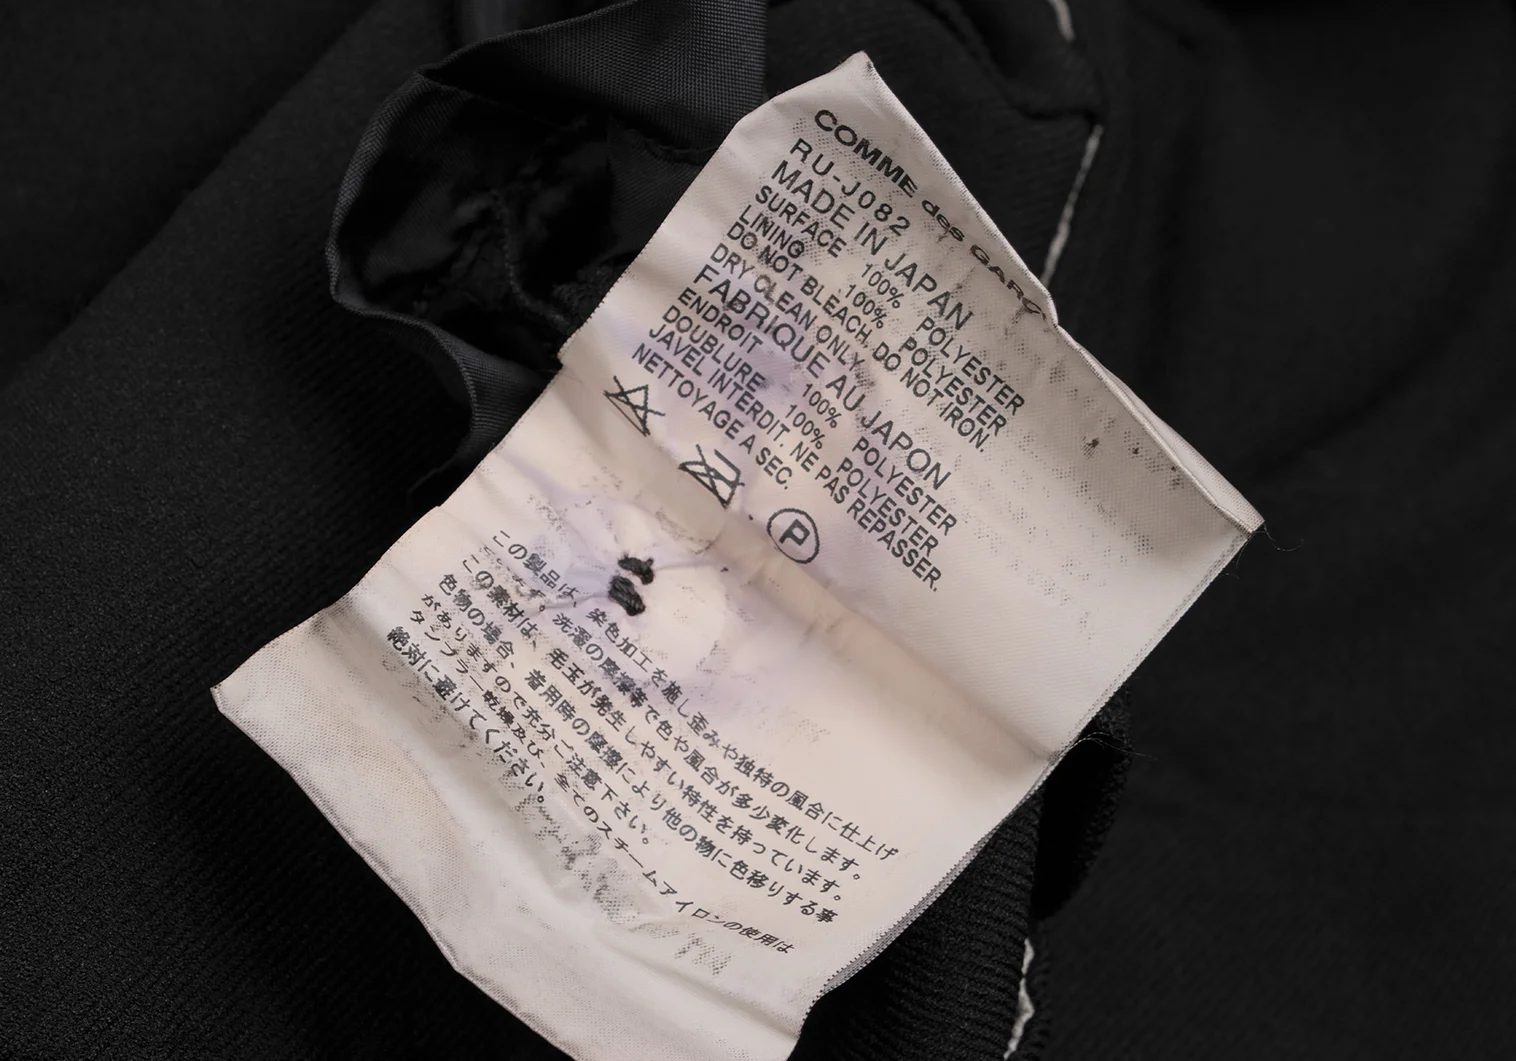 COMME des GARÇ
RU-J082
MADE IN JAPAN
SURFACE 100% POLYESTER
LINING 100% POLYESTER
DO NOT BLEACH, DO NOT IRON.
DRY CLEAN ONLY.
FABRIQUE AU JAPON
ENDROIT 100% POLYESTER
DOUBLURE 100% POLYESTER
JAVEL INTERDIT. NE PAS REPASSER.
NETTOYAGE A SEC.
P
この製品は、染色加工を施し歪みや独特の風合に仕上げ
す。洗濯の摩擦等で色や風合が多少変化します。
この素材は、毛玉が発生しやすい特性を持っています。
色物の場合、着用時の摩擦により他の物に色移りする事
がありますので充分ご注意下さい。
タンブラー乾燥及び、全てのスチームアイロンの使用は
絶対に避けてください。